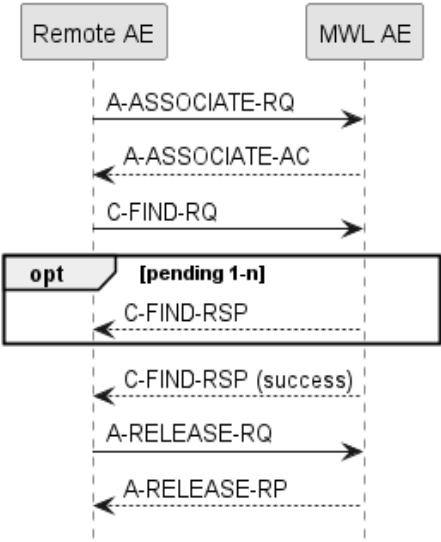 Remote AE MWL AE
A-ASSOCIATE-RQ
A-ASSOCIATE-AC
C-FIND-RQ
opt [pending 1-n]
C-FIND-RSP
C-FIND-RSP (success)
A-RELEASE-RQ
A-RELEASE-RP